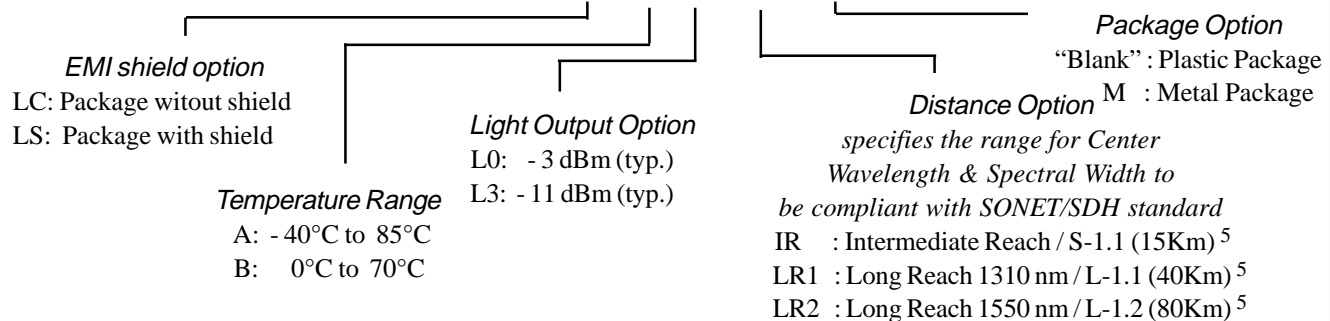 EMI shield option
LC: Package witout shield
LS: Package with shield
Temperature Range
A: - 40°C to 85°C
B: 0°C to 70°C
Light Output Option
L0: - 3 dBm (typ.)
L3: - 11 dBm (typ.)
Distance Option
specifies the range for Center
Wavelength & Spectral Width to
be compliant with SONET/SDH standard
IR : Intermediate Reach / S-1.1 (15Km) 5
LR1 : Long Reach 1310 nm / L-1.1 (40Km) 5
LR2 : Long Reach 1550 nm / L-1.2 (80Km) 5
Package Option
“Blank” : Plastic Package
M : Metal Package